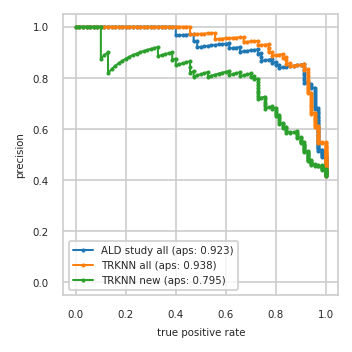 1.0
0.8
0.6
0.4
0.2
0.0
precision
ALD study all (aps: 0.923)
TRKNN all (aps: 0.938)
TRKNN new (aps: 0.795)
0.0 0.2 0.4 0.6 0.8 1.0
true positive rate